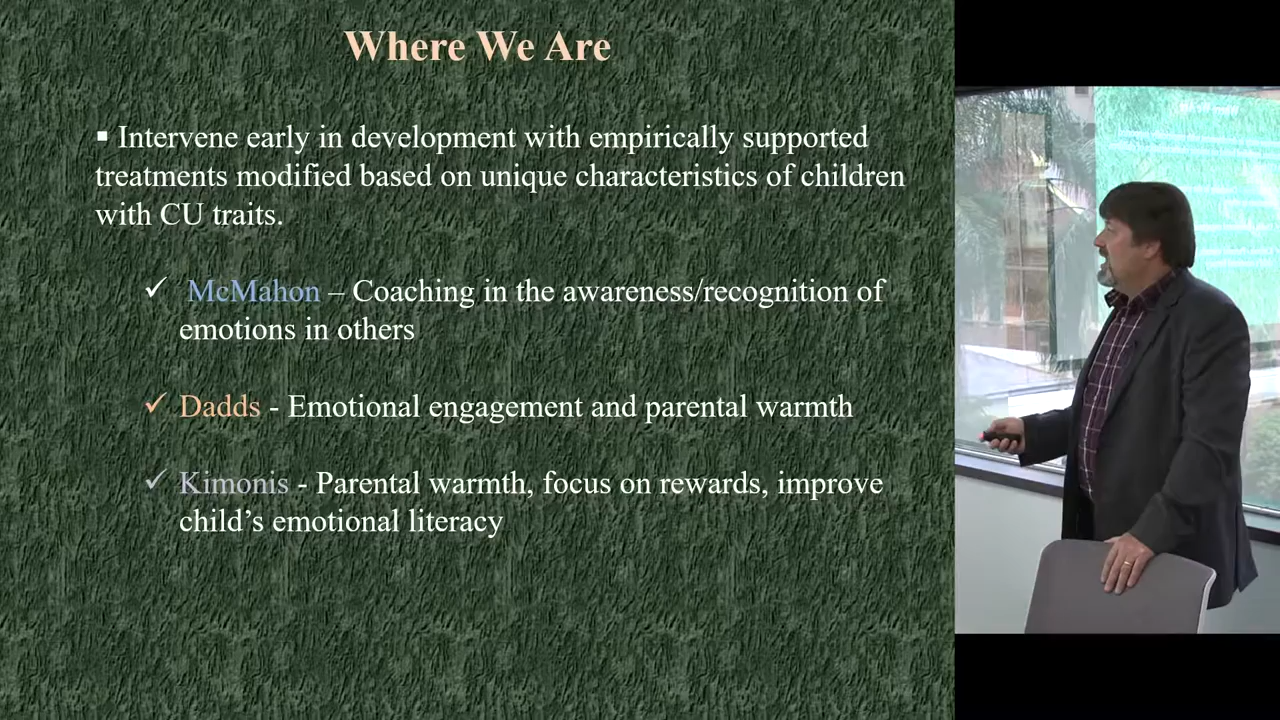 Where We Are
▪ Intervene early in development with empirically supported
treatments modified based on unique characteristics of children
with CU traits.
✓ McMahon – Coaching in the awareness/recognition of
emotions in others
✓ Dadds - Emotional engagement and parental warmth
✓ Kimonis - Parental warmth, focus on rewards, improve
child’s emotional literacy